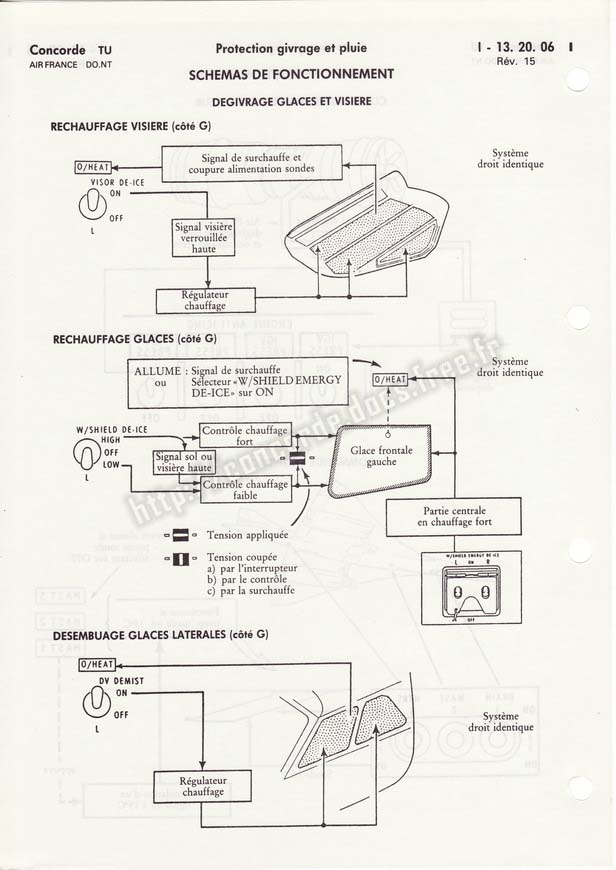 Concorde TU
AIR FRANCE DO.NT
Protection givrage et pluie
I - 13. 20. 06 I
Rév. 15
SCHEMAS DE FONCTIONNEMENT
DEGIVRAGE GLACES ET VISIERE
RECHAUFFAGE VISIERE (côté G)
Signal de surchauffe et
coupure alimentation sondes
Système
droit identique
O/HEAT
VISOR DE-ICE
ON
OFF
L
Signal visière
verrouillée
haute
Régulateur
chauffage
RECHAUFFAGE GLACES (côté G)
ALLUME : Signal de surchauffe
ou Sélecteur «W/SHIELD EMERGY
DE-ICE» sur ON
O/HEAT
Système
droit identique
W/SHIELD DE-ICE
HIGH
OFF
LOW
L
Contrôle chauffage
fort
Signal sol ou
visière haute
Contrôle chauffage
faible
Glace frontale
gauche
Partie centrale
en chauffage fort
Tension appliquée
Tension coupée
a) par l'interrupteur
b) par le contrôle
c) par la surchauffe
W/SHIELD EMERGY DE-ICE
L ON R
OFF
DESEMBUAGE GLACES LATERALES (côté G)
O/HEAT
DV DEMIST
ON
OFF
L
Système
droit identique
Régulateur
chauffage